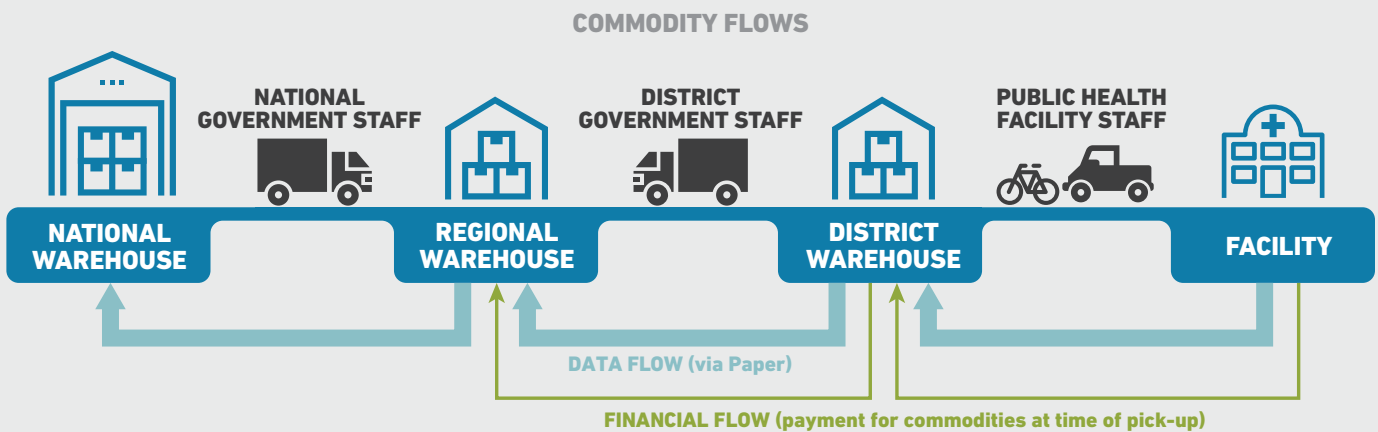 COMMODITY FLOWS
NATIONAL
GOVERNMENT STAFF
DISTRICT
GOVERNMENT STAFF
PUBLIC HEALTH
FACILITY STAFF
NATIONAL
WAREHOUSE
REGIONAL
WAREHOUSE
DISTRICT
WAREHOUSE
FACILITY
DATA FLOW (via Paper)
FINANCIAL FLOW (payment for commodities at time of pick-up)